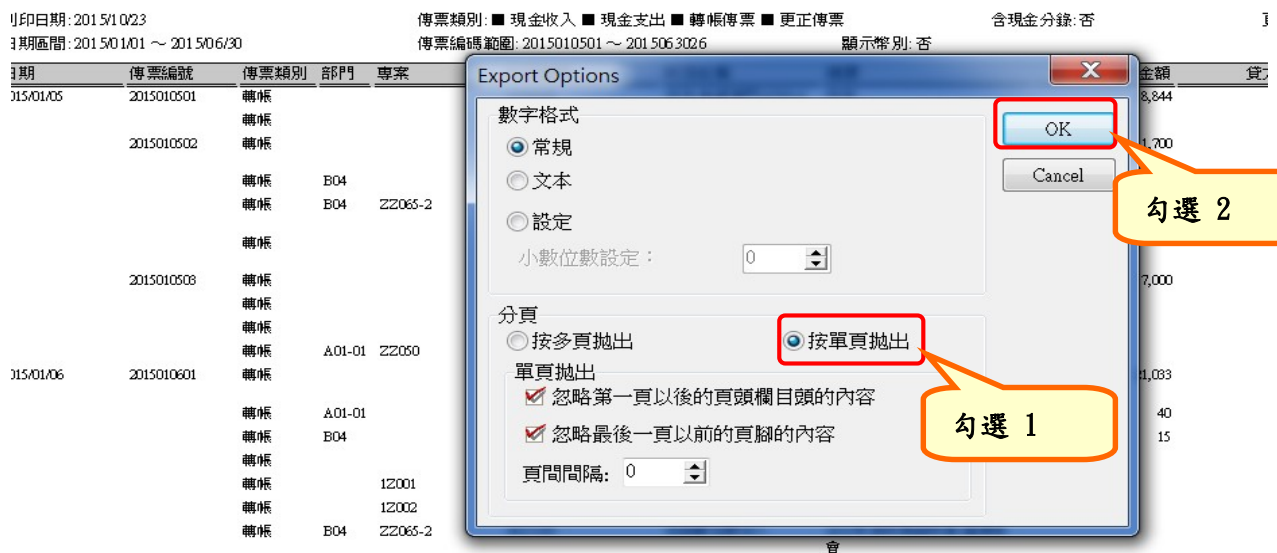 印日期:2015/10/23 傳票類別:■ 現金收入 ■ 現金支出 ■ 轉帳傳票 ■ 更正傳票 含現金分錄:否
日期區間:2015/01/01 ～ 2015/06/30 傳票編碼範圍:2015010501 ～ 2015063026 顯示幣別:否
日期 傳票編號 傳票類別 部門 專案 金額
015/01/05 2015010501 轉帳 8,844
轉帳
2015010502 轉帳 1,700
轉帳 B04
轉帳 B04 ZZ065-2
轉帳
2015010503 轉帳 7,000
轉帳
轉帳
轉帳 A01-01 ZZ050
015/01/06 2015010601 轉帳 1,033
轉帳 A01-01 40
轉帳 B04 15
轉帳
轉帳 1Z001
轉帳 1Z002
轉帳 B04 ZZ065-2
會
Export Options
數字格式
常規
文本
設定
小數位數設定： 0
OK
Cancel
分頁
按多頁拋出 按單頁拋出
單頁拋出
忽略第一頁以後的頁頭欄目頭的內容
忽略最後一頁以前的頁腳的內容
頁間間隔: 0
勾選 2
勾選 1